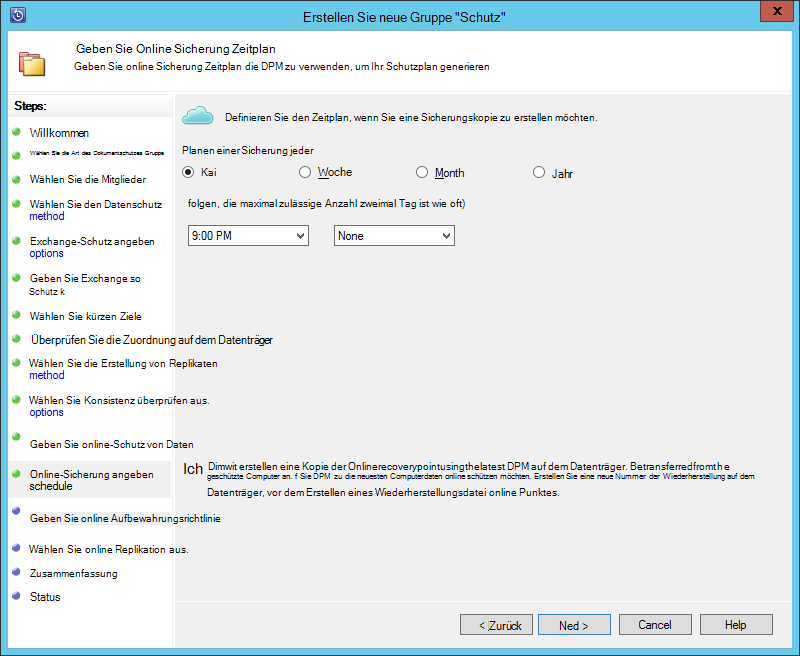 Erstellen Sie neue Gruppe "Schutz"
x
Geben Sie Online Sicherung Zeitplan
Geben Sie online Sicherung Zeitplan die DPM zu verwenden, um Ihr Schutzplan generieren
Steps:
Willkommen
Wählen Sie die Art des Dokumentschutzes Gruppe
Wählen Sie die Mitglieder
Wählen Sie den Datenschutz
method
Exchange-Schutz angeben
options
Geben Sie Exchange so
Schutz k
Wählen Sie kürzen Ziele
Überprüfen Sie die Zuordnung auf dem Datenträger
Wählen Sie die Erstellung von Replikaten
method
Wählen Sie Konsistenz überprüfen aus.
options
Geben Sie online-Schutz von Daten
Online-Sicherung angeben
schedule
Geben Sie online Aufbewahrungsrichtlinie
Wählen Sie online Replikation aus.
Zusammenfassung
Status
Definieren Sie den Zeitplan, wenn Sie eine Sicherungskopie zu erstellen möchten.
Planen einer Sicherung jeder
Kai Woche Month Jahr
folgen, die maximal zulässige Anzahl zweimal Tag ist wie oft)
9:00 PM None
Ich Dimwit erstellen eine Kopie der Onlinerecoverypointusingthelatest DPM auf dem Datenträger. Betransferredfromthe
geschützte Computer an. f Sie DPM zu die neuesten Computerdaten online schützen möchten. Erstellen Sie eine neue Nummer der Wiederherstellung auf dem
Datenträger, vor dem Erstellen eines Wiederherstellungsdatei online Punktes.
< Zurück Ned > Cancel Help